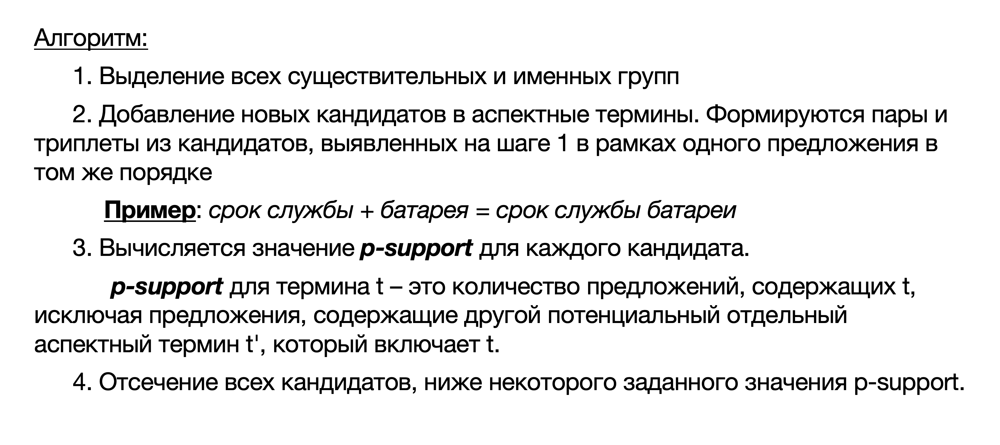 Алгоритм:
1. Выделение всех существительных и именных групп
2. Добавление новых кандидатов в аспектные термины. Формируются пары и
триплеты из кандидатов, выявленных на шаге 1 в рамках одного предложения в
том же порядке
Пример: срок службы + батарея = срок службы батареи
3. Вычисляется значение p-support для каждого кандидата.
p-support для термина t – это количество предложений, содержащих t,
исключая предложения, содержащие другой потенциальный отдельный
аспектный термин t', который включает t.
4. Отсечение всех кандидатов, ниже некоторого заданного значения p-support.